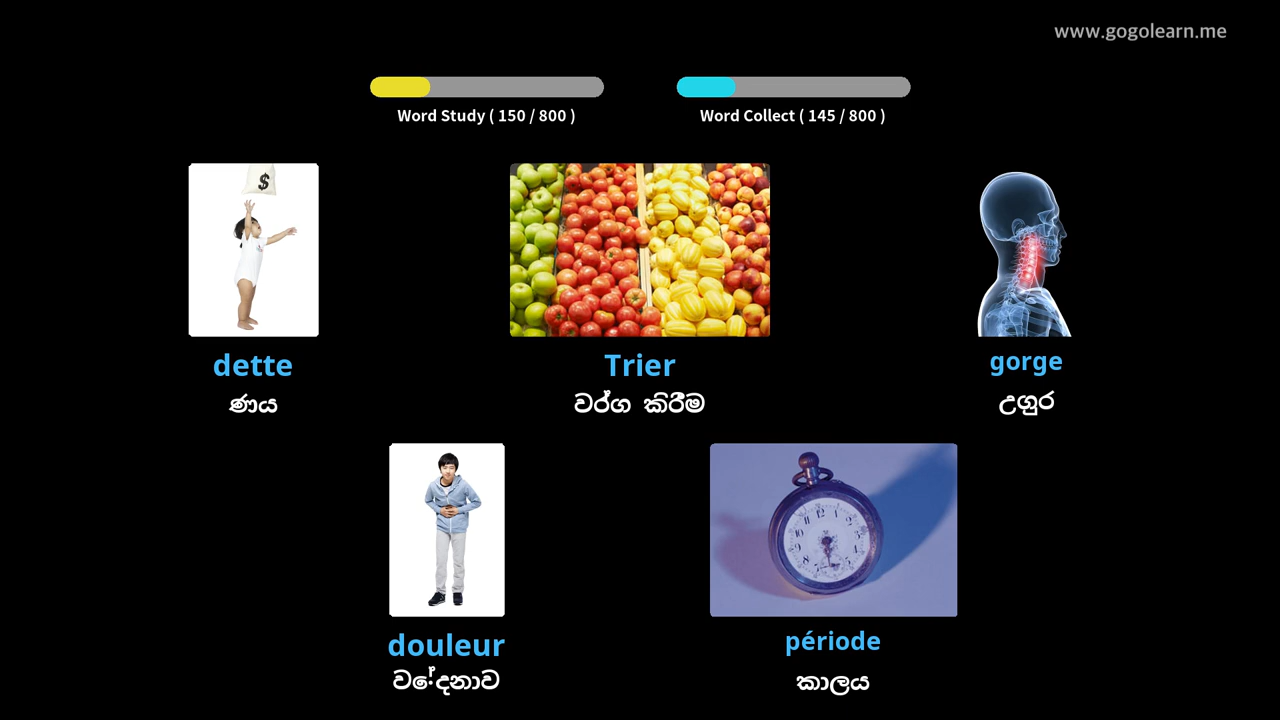 www.gogolearn.me
Word Study ( 150 / 800 )
Word Collect ( 145 / 800 )
$
dette
Trier
gorge
ණය
වර්ග කිරීම
උගුර
douleur
période
වේදනාව
කාලය